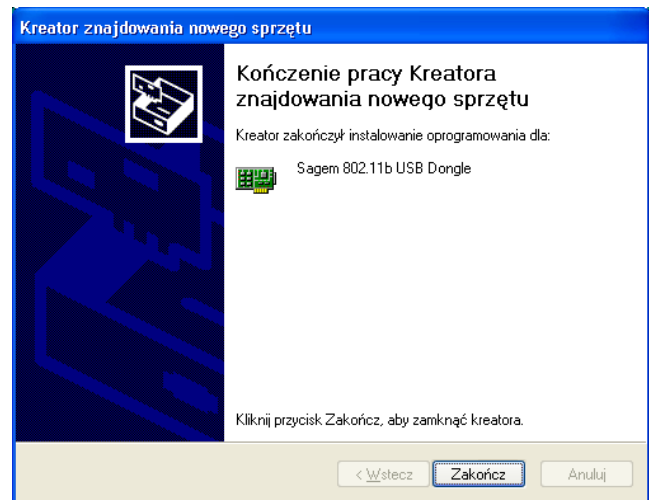 Kreator znajdowania nowego sprzętu
Kończenie pracy Kreatora
znajdowania nowego sprzętu
Kreator zakończył instalowanie oprogramowania dla:
Sagem 802.11b USB Dongle
Kliknij przycisk Zakończ, aby zamknąć kreatora.
< Wstecz Zakończ Anuluj